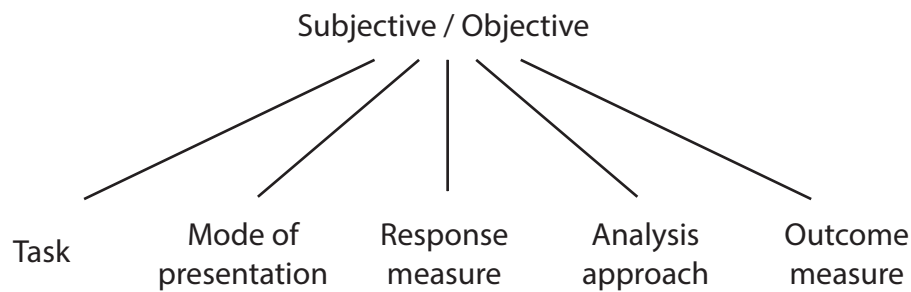 Subjective / Objective
Task
Mode of
presentation
Response
measure
Analysis
approach
Outcome
measure